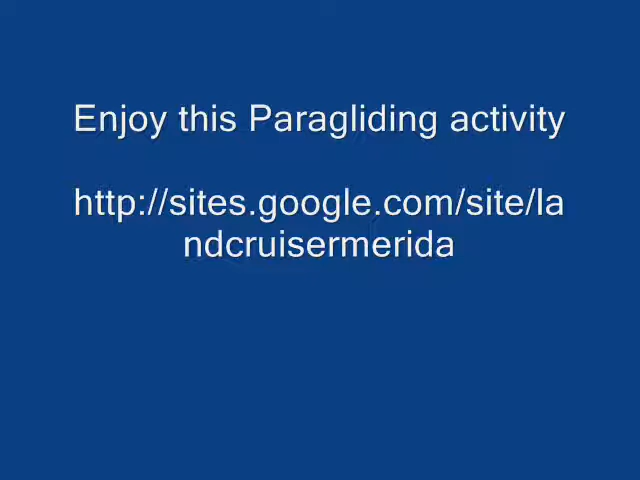 Enjoy this Paragliding activity
http://sites.google.com/site/la
ndcruisermerida